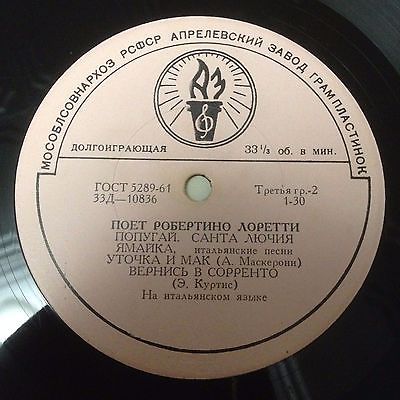 МОСОБЛСОВНАРХОЗ РСФСР АПРЕЛЕВСКИЙ ЗАВОД ГРАМПЛАСТИНОК
АЗ
ДОЛГОИГРАЮЩАЯ 33⅓ об. в мин.
ГОСТ 5289-61 Третья гр.-2
33Д—10836 1-30
ПОЕТ РОБЕРТИНО ЛОРЕТТИ
ПОПУГАЙ. САНТА ЛЮЧИЯ
ЯМАЙКА, итальянские песни
УТОЧКА И МАК (А. Маскерони)
ВЕРНИСЬ В СОРРЕНТО
(Э. Куртис)
На итальянском языке